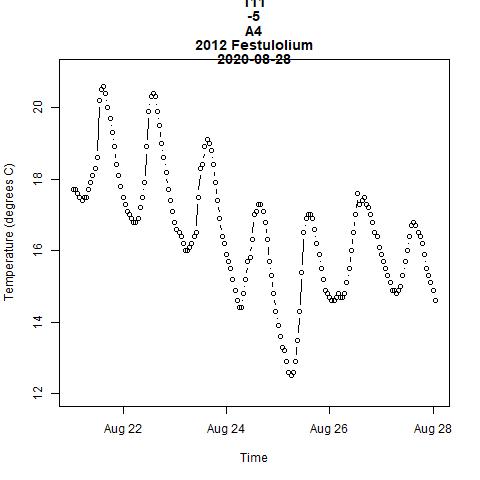 T11
-5
A4
2012 Festulolium
2020-08-28
Temperature (degrees C)
20
18
16
14
12
Aug 22 Aug 24 Aug 26 Aug 28
Time